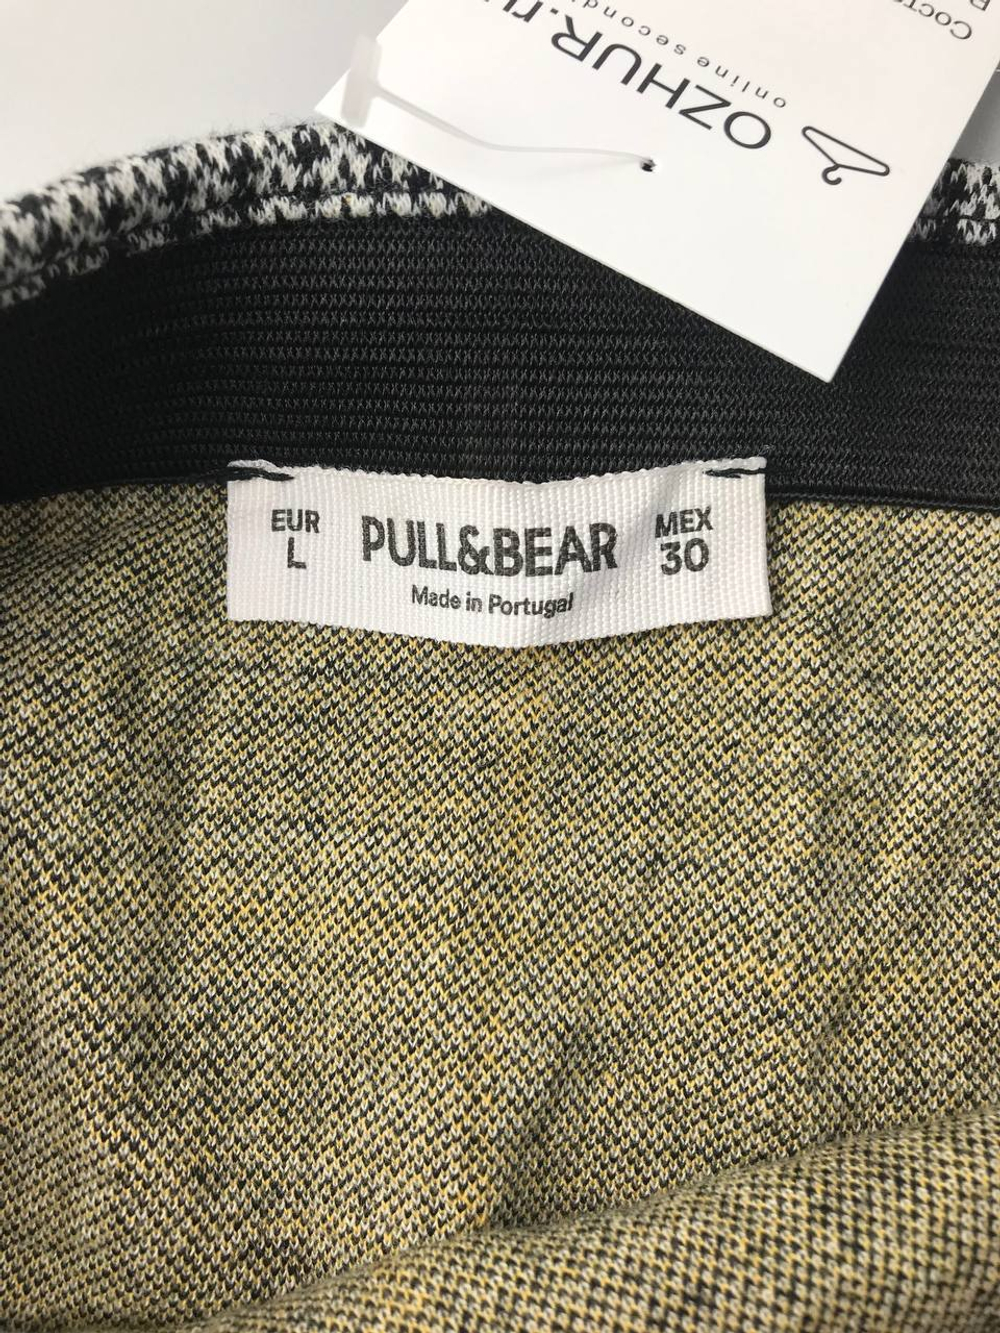 OZHUR.ru
online second
EUR
L
PULL&BEAR
Made in Portugal
MEX
30